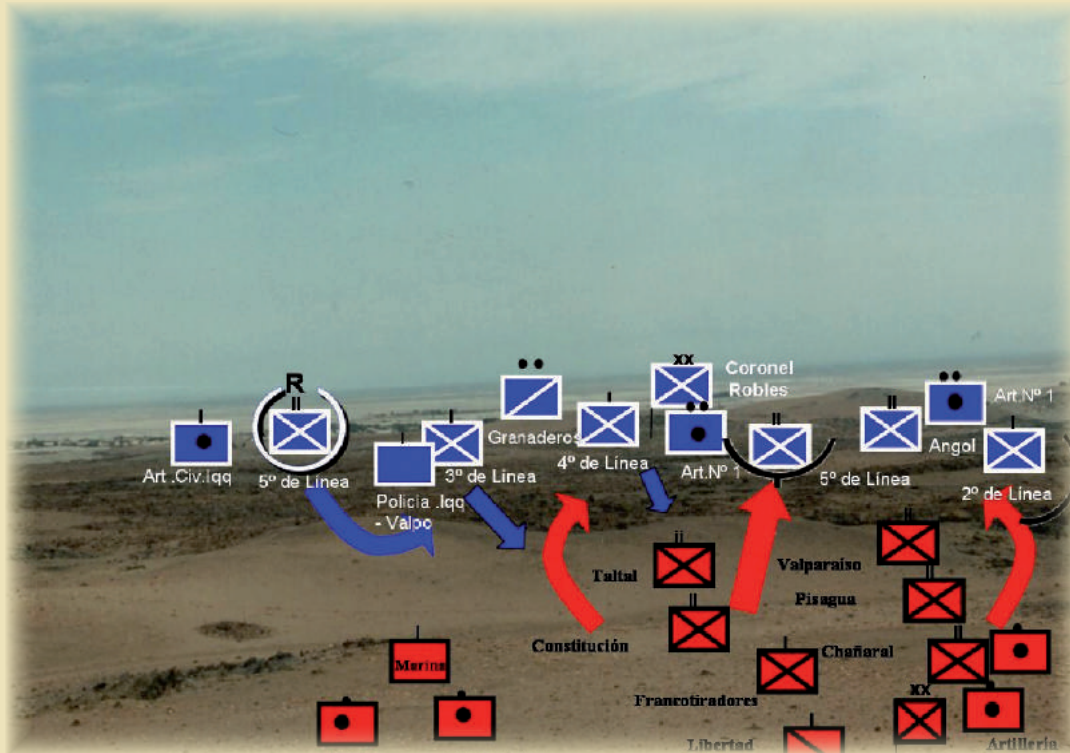 XX
R
Coronel
Robles
Art.Nº 1
Granaderos
Angol
Art .Civ.Iqq
5º de Línea
3º de Línea
4º de Línea
Art.Nº 1
5º de Línea
2º de Línea
Policia .Iqq
- Valpo
Taltal
Valparaíso
Pisagua
Constitución
Marina
Chañaral
Francotiradores
XX
Libertad
Artillería